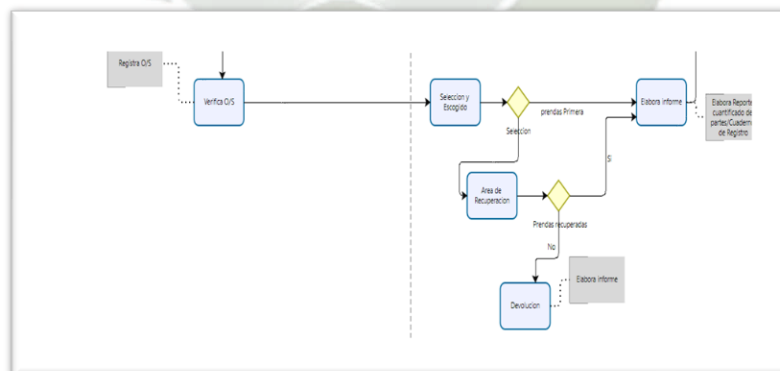 Registra O/S
Verifica O/S
Seleccion y
Escogido
Seleccion
prendas Primera
Elabora Informe
Elabora Reporte
cuantificado de
partes/Cuaderno
de Registro
Area de
Recuperacion
Prendas recuperadas
S
No
Devolucion
Elabora informe